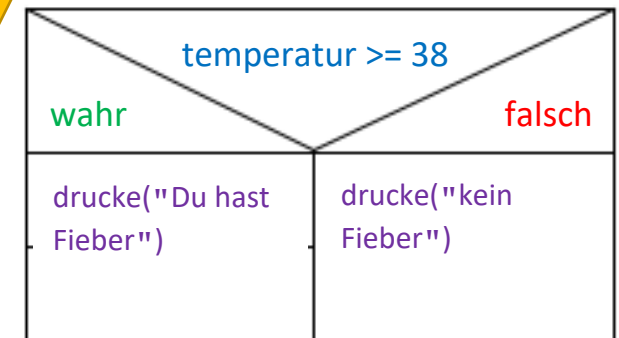 temperatur >= 38
wahr
falsch
drucke("Du hast
Fieber")
drucke("kein
Fieber")